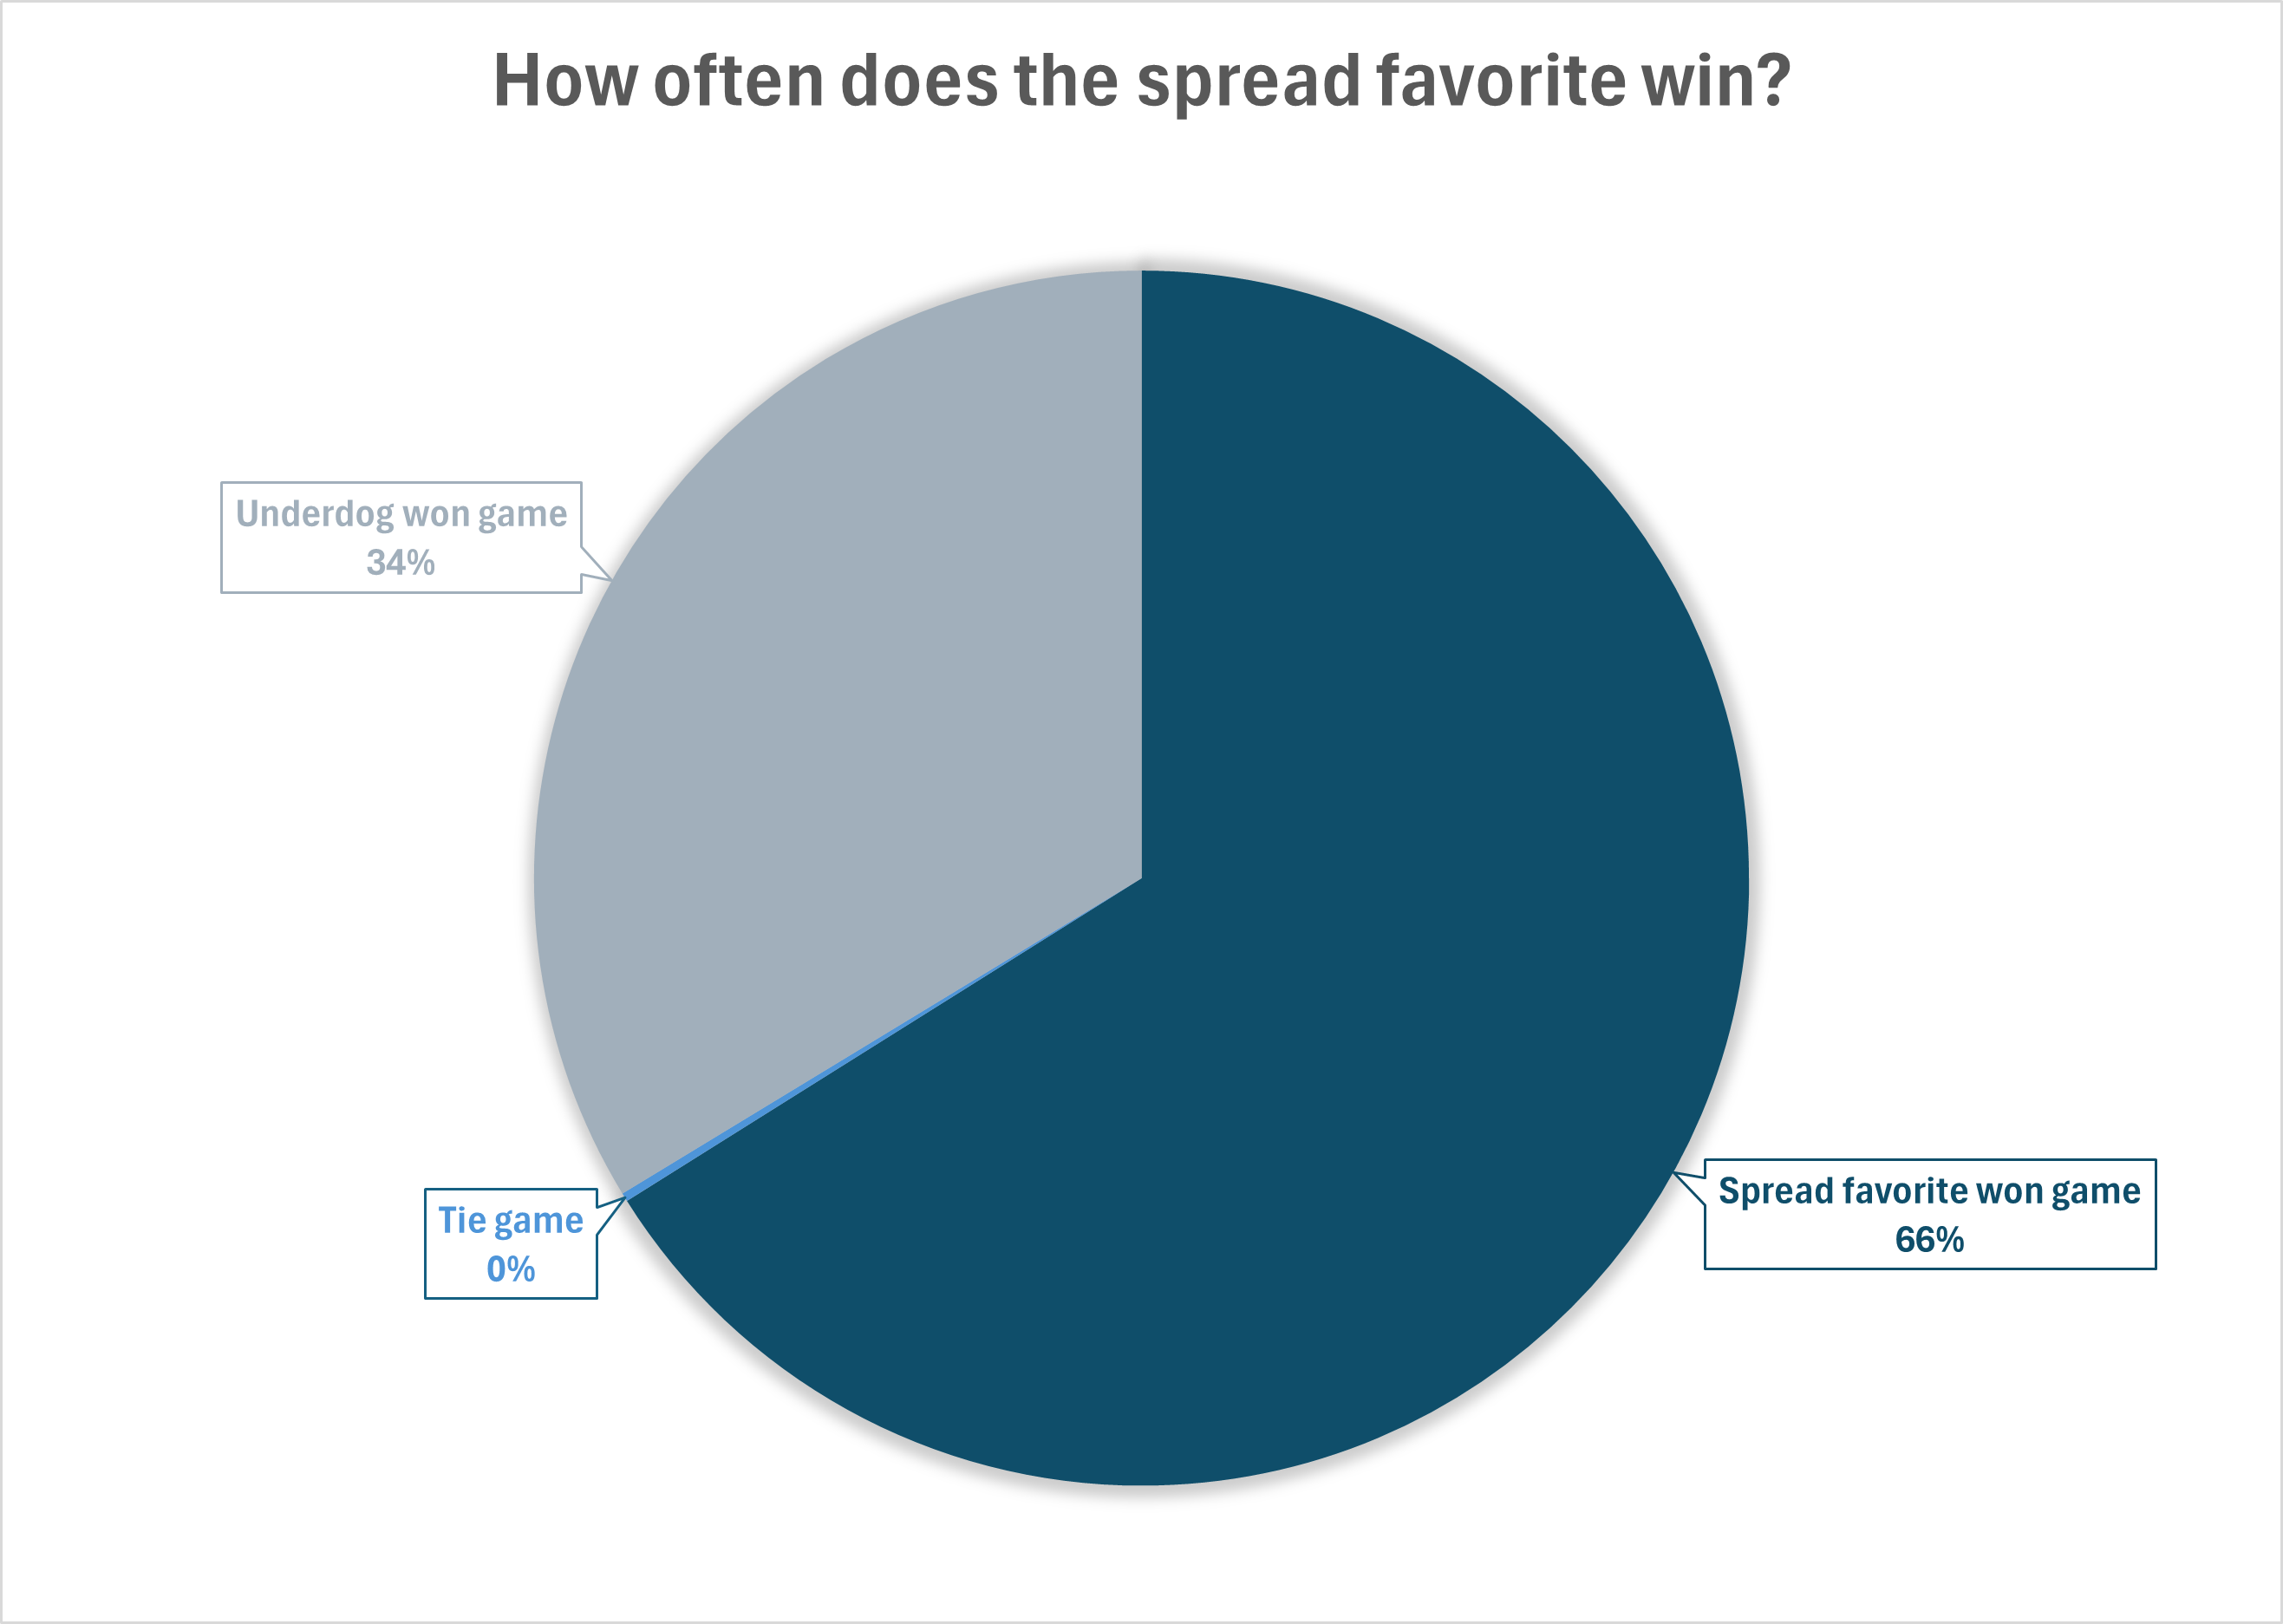 How often does the spread favorite win?
Underdog won game
34%
Spread favorite won game
66%
Tie game
0%